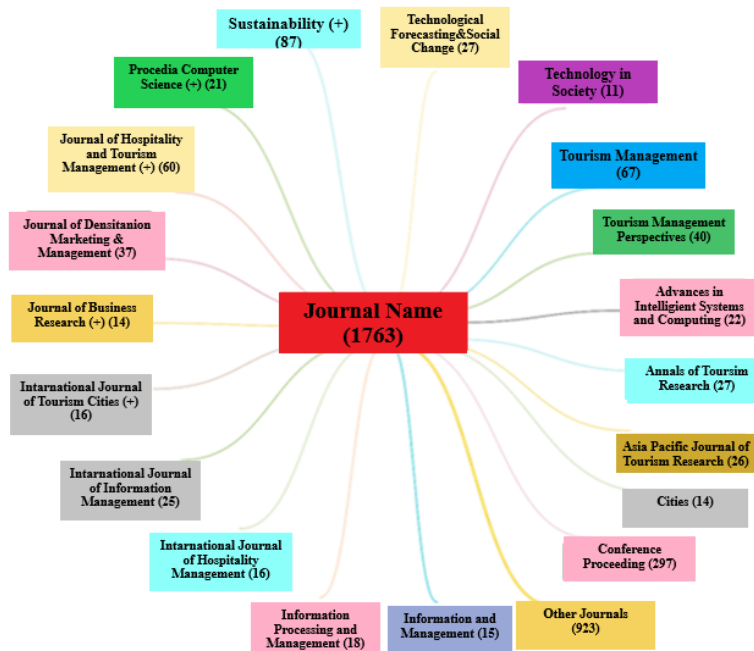 Sustainability (+)
(87)
Technological
Forecasting&Social
Change (27)
Procedia Computer
Science (+) (21)
Technology in
Society (11)
Journal of Hospitality
and Tourism
Management (+) (60)
Tourism Management
(67)
Journal of Densitanion
Marketing &
Management (37)
Tourism Management
Perspectives (40)
Journal Name
(1763)
Advances in
Intelligient Systems
and Computing (22)
Journal of Business
Research (+) (14)
Annals of Toursim
Research (27)
International Journal
of Tourism Cities (+)
(16)
Asia Pacific Journal of
Tourism Research (26)
International Journal
of Information
Management (25)
Cities (14)
International Journal
of Hospitality
Management (16)
Conference
Proceeding (297)
Information
Processing and
Management (18)
Information and
Management (15)
Other Journals
(923)